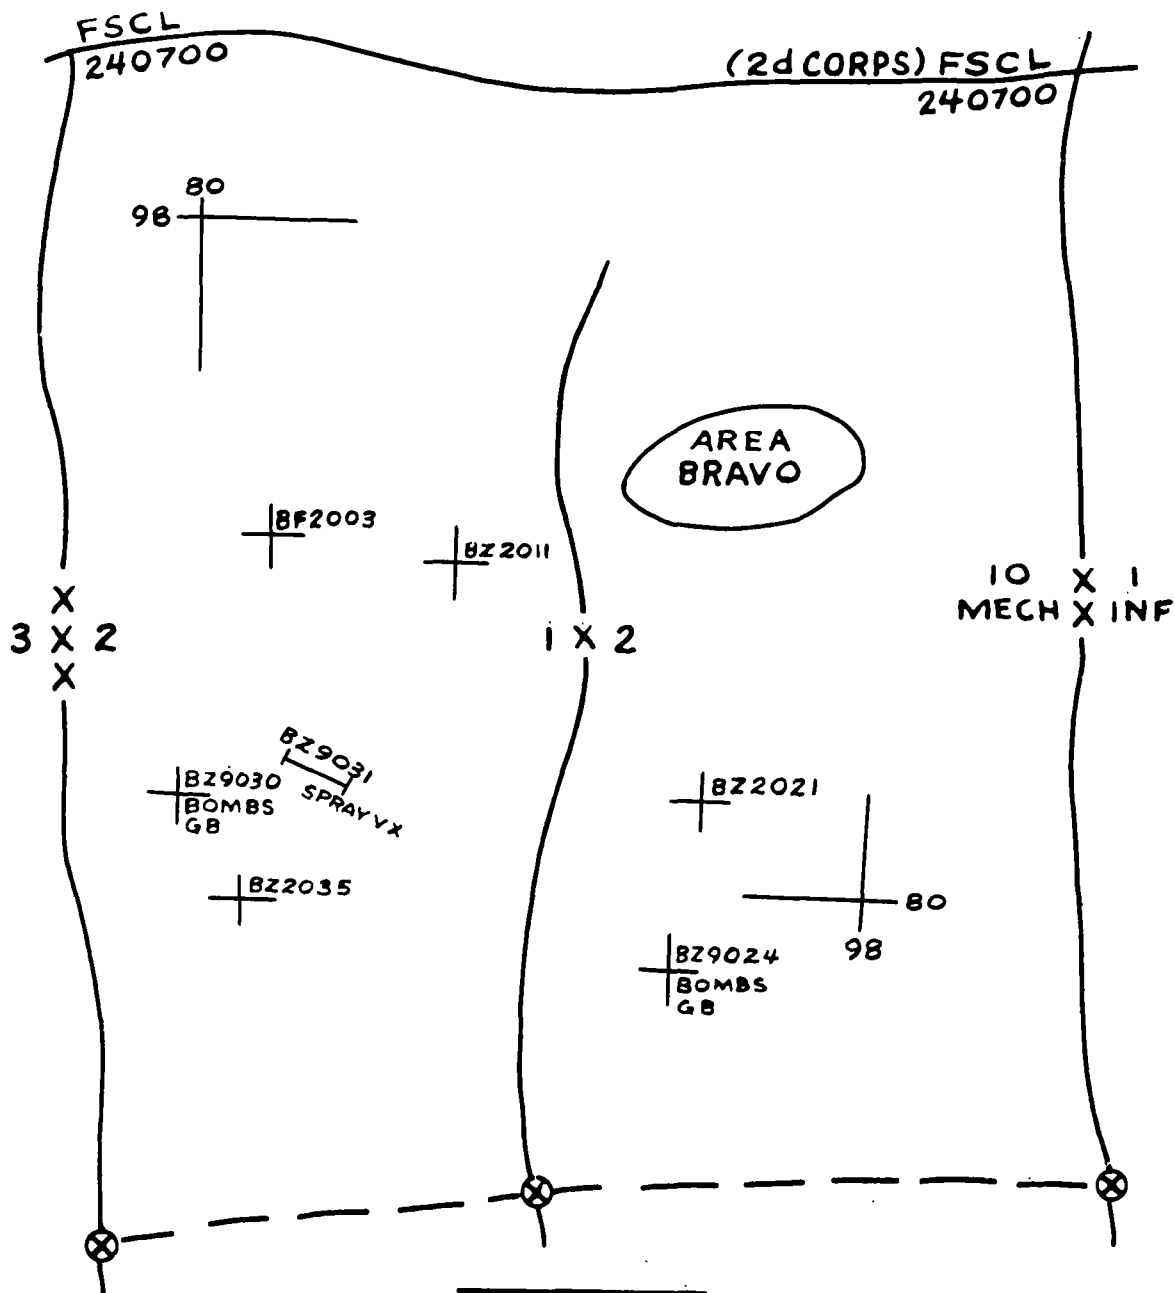 FSCL
240700
(2d CORPS) FSCL
240700
80
98
AREA
BRAVO
BF2003
BZ2011
10 X 1
MECH X INF
X
3 X 2
X
1 X 2
BZ9031
SPRAY VX
BZ9030
BOMBS
GB
BZ2021
BZ2035
80
98
BZ9024
BOMBS
GB